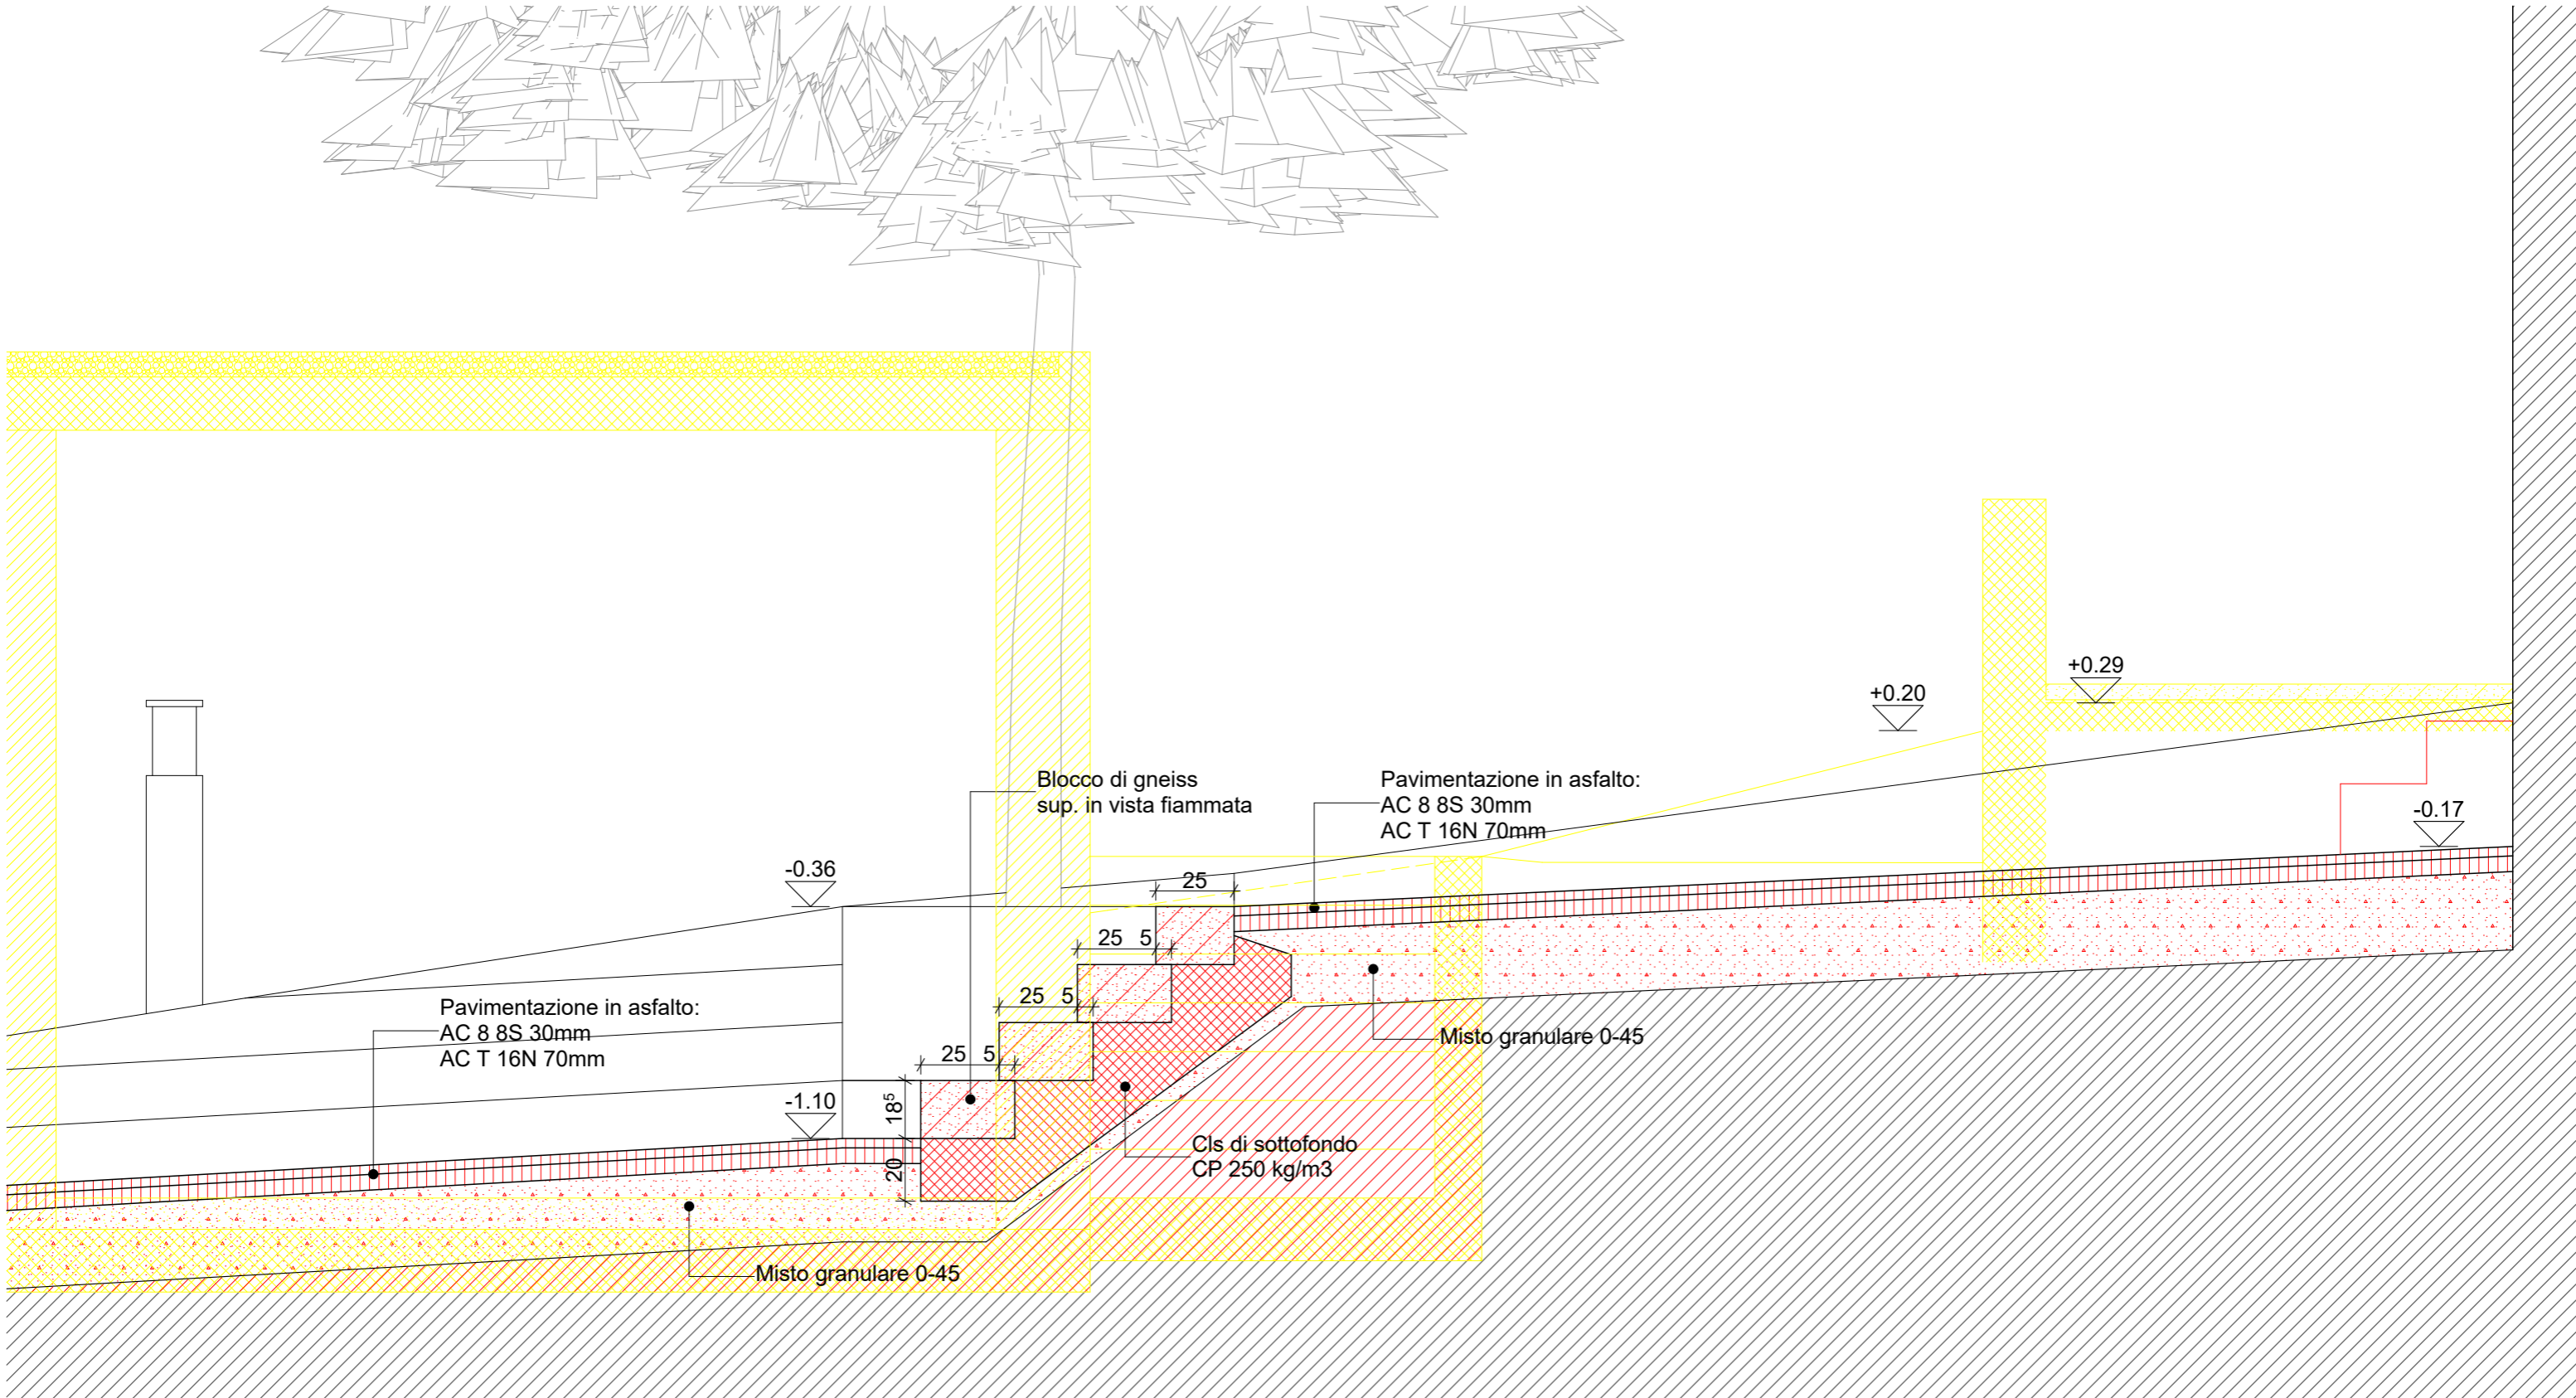 +0.29
+0.20
Blocco di gneiss
sup. in vista fiammata
Pavimentazione in asfalto:
AC 8 8S 30mm
AC T 16N 70mm
-0.17
-0.36
25
25 5
25 5
25 5
Pavimentazione in asfalto:
AC 8 8S 30mm
AC T 16N 70mm
Misto granulare 0-45
-1.10
18⁵
20
Cls di sottofondo
CP 250 kg/m3
Misto granulare 0-45